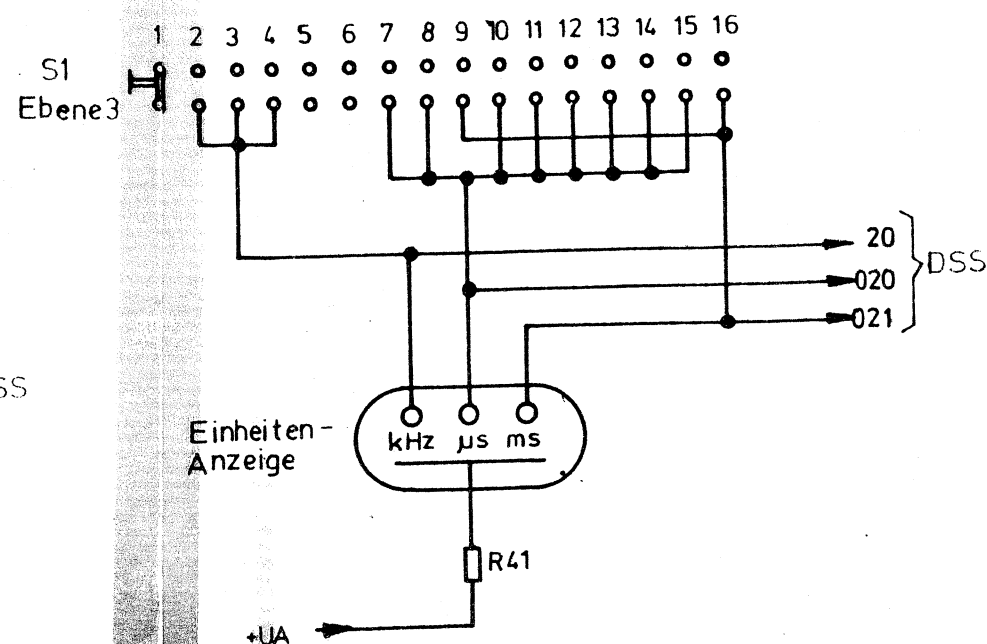 1 2 3 4 5 6 7 8 9 10 11 12 13 14 15 16
S1
Ebene3
20
020
021
DSS
SS
Einheiten-
Anzeige
kHz µs ms
R41
+UA